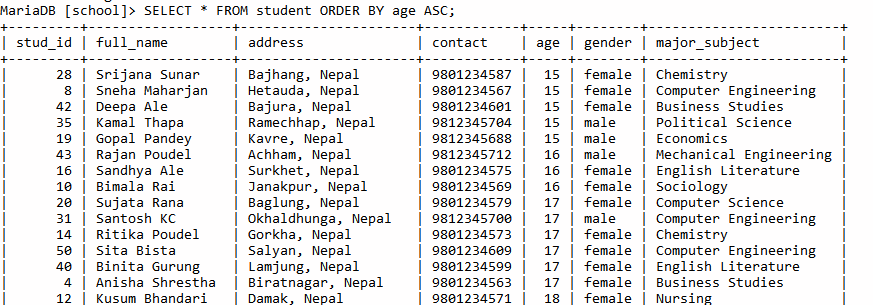 MariaDB [school]> SELECT * FROM student ORDER BY age ASC;
+---------+------------------+--------------------+------------+-----+--------+------------------------+
| stud_id | full_name | address | contact | age | gender | major_subject |
+---------+------------------+--------------------+------------+-----+--------+------------------------+
| 28 | Srijana Sunar | Bajhang, Nepal | 9801234587 | 15 | female | Chemistry |
| 8 | Sneha Maharjan | Hetauda, Nepal | 9801234567 | 15 | female | Computer Engineering |
| 42 | Deepa Ale | Bajura, Nepal | 9801234601 | 15 | female | Business Studies |
| 35 | Kamal Thapa | Ramechhap, Nepal | 9812345704 | 15 | male | Political Science |
| 19 | Gopal Pandey | Kavre, Nepal | 9812345688 | 15 | male | Economics |
| 43 | Rajan Poudel | Achham, Nepal | 9812345712 | 16 | male | Mechanical Engineering |
| 16 | Sandhya Ale | Surkhet, Nepal | 9801234575 | 16 | female | English Literature |
| 10 | Bimala Rai | Janakpur, Nepal | 9801234569 | 16 | female | Sociology |
| 20 | Sujata Rana | Baglung, Nepal | 9801234579 | 17 | female | Computer Science |
| 31 | Santosh KC | Okhaldhunga, Nepal | 9812345700 | 17 | male | Computer Engineering |
| 14 | Ritika Poudel | Gorkha, Nepal | 9801234573 | 17 | female | Chemistry |
| 50 | Sita Bista | Salyan, Nepal | 9801234609 | 17 | female | Computer Engineering |
| 40 | Binita Gurung | Lamjung, Nepal | 9801234599 | 17 | female | English Literature |
| 4 | Anisha Shrestha | Biratnagar, Nepal | 9801234563 | 17 | female | Business Studies |
| 12 | Kusum Bhandari | Damak, Nepal | 9801234571 | 18 | female | Nursing |